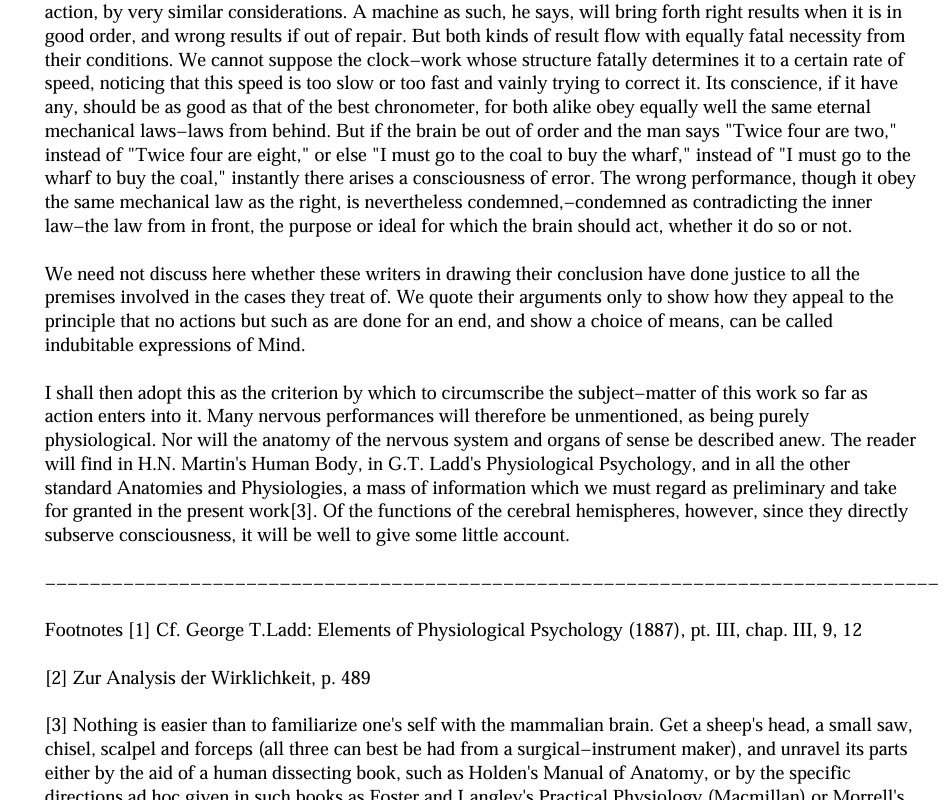 action, by very similar considerations. A machine as such, he says, will bring forth right results when it is in
good order, and wrong results if out of repair. But both kinds of result flow with equally fatal necessity from
their conditions. We cannot suppose the clock−work whose structure fatally determines it to a certain rate of
speed, noticing that this speed is too slow or too fast and vainly trying to correct it. Its conscience, if it have
any, should be as good as that of the best chronometer, for both alike obey equally well the same eternal
mechanical laws−laws from behind. But if the brain be out of order and the man says "Twice four are two,"
instead of "Twice four are eight," or else "I must go to the coal to buy the wharf," instead of "I must go to the
wharf to buy the coal," instantly there arises a consciousness of error. The wrong performance, though it obey
the same mechanical law as the right, is nevertheless condemned,−condemned as contradicting the inner
law−the law from in front, the purpose or ideal for which the brain should act, whether it do so or not.
We need not discuss here whether these writers in drawing their conclusion have done justice to all the
premises involved in the cases they treat of. We quote their arguments only to show how they appeal to the
principle that no actions but such as are done for an end, and show a choice of means, can be called
indubitable expressions of Mind.
I shall then adopt this as the criterion by which to circumscribe the subject−matter of this work so far as
action enters into it. Many nervous performances will therefore be unmentioned, as being purely
physiological. Nor will the anatomy of the nervous system and organs of sense be described anew. The reader
will find in H.N. Martin's Human Body, in G.T. Ladd's Physiological Psychology, and in all the other
standard Anatomies and Physiologies, a mass of information which we must regard as preliminary and take
for granted in the present work[3]. Of the functions of the cerebral hemispheres, however, since they directly
subserve consciousness, it will be well to give some little account.
Footnotes [1] Cf. George T.Ladd: Elements of Physiological Psychology (1887), pt. III, chap. III, 9, 12
[2] Zur Analysis der Wirklichkeit, p. 489
[3] Nothing is easier than to familiarize one's self with the mammalian brain. Get a sheep's head, a small saw,
chisel, scalpel and forceps (all three can best be had from a surgical−instrument maker), and unravel its parts
either by the aid of a human dissecting book, such as Holden's Manual of Anatomy, or by the specific
directions ad hoc given in such books as Foster and Langley's Practical Physiology (Macmillan) or Morrell's